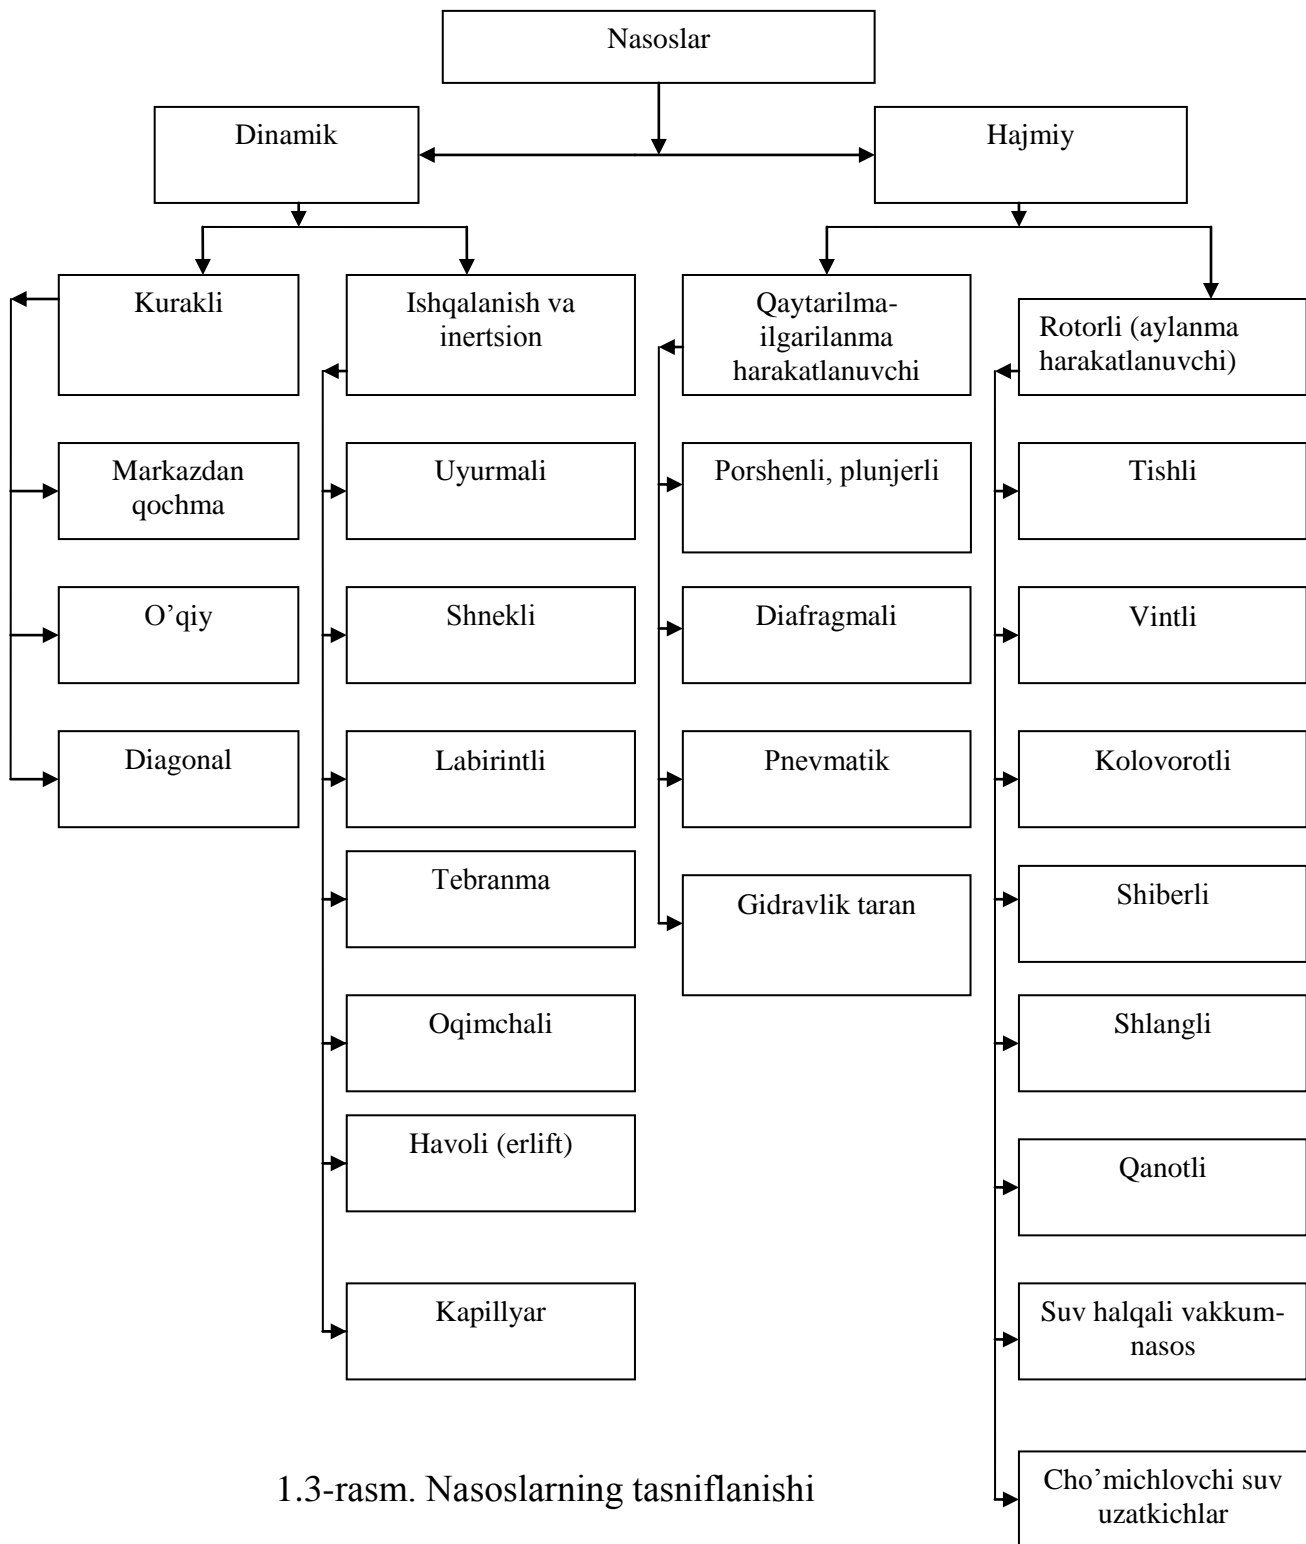 Nasoslar
Dinamik
Hajmiy
Kurakli
Ishqalanish va
inertsion
Qaytarilma-
ilgarilanma
harakatlanuvchi
Rotorli (aylanma
harakatlanuvchi)
Markazdan
qochma
Uyurmali
Porshenli, plunjerli
Tishli
O’qiy
Shnekli
Diafragmali
Vintli
Diagonal
Labirintli
Pnevmatik
Kolovorotli
Tebranma
Gidravlik taran
Shiberli
Oqimchali
Shlangli
Havoli (erlift)
Qanotli
Kapillyar
Suv halqali vakkum-
nasos
Cho’michlovchi suv
uzatkichlar
1.3-rasm. Nasoslarning tasniflanishi